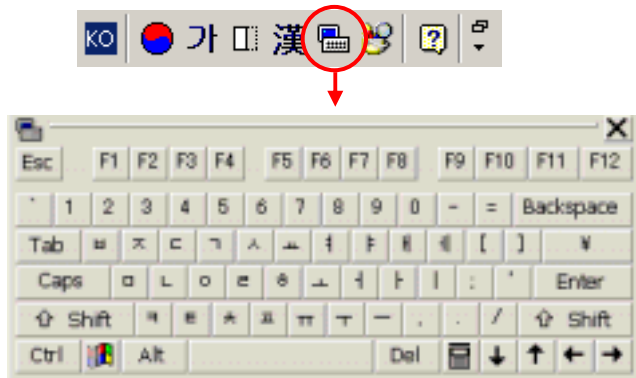 KO 가 漢 ?
Esc F1 F2 F3 F4 F5 F6 F7 F8 F9 F10 F11 F12
` 1 2 3 4 5 6 7 8 9 0 - = Backspace
Tab ㅂ ㅈ ㄷ ㄱ ㅅ ㅛ ㅕ ㅑ ㅐ ㅔ [ ] ¥
Caps ㅁ ㄴ ㅇ ㄹ ㅎ ㅗ ㅓ ㅏ ㅣ ; ' Enter
⇧ Shift ㅋ ㅌ ㅊ ㅍ ㅠ ㅜ ㅡ , . / ⇧ Shift
Ctrl Alt Del ↓ ↑ ← →